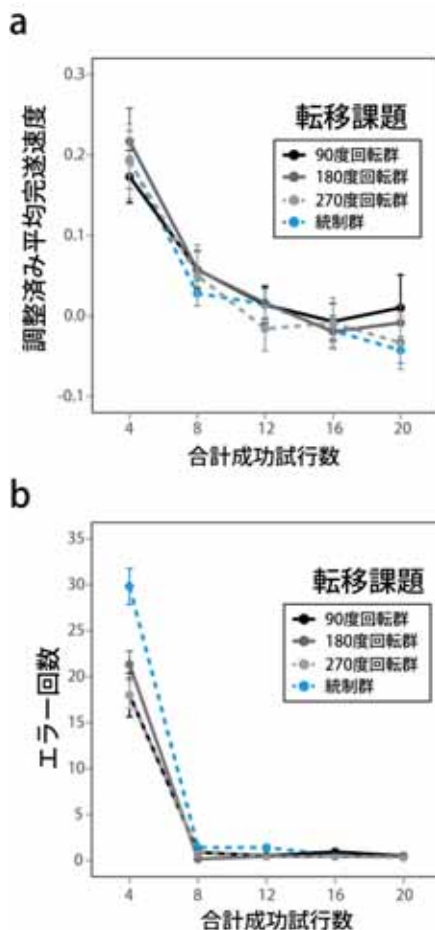 a
調整済み平均完遂速度
0.3
0.2
0.1
0.0
-0.1
転移課題
90度回転群
180度回転群
270度回転群
統制群
4 8 12 16 20
合計成功試行数
b
エラー回数
35
30
25
20
15
10
5
0
転移課題
90度回転群
180度回転群
270度回転群
統制群
4 8 12 16 20
合計成功試行数